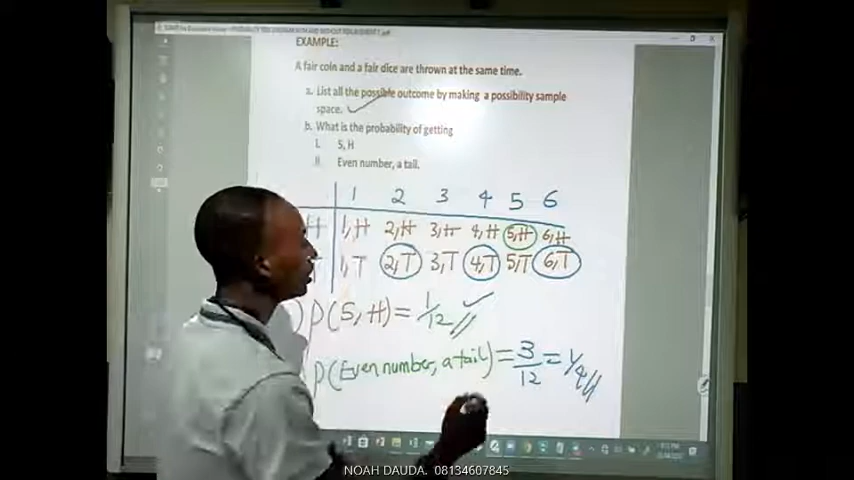 EXAMPLE:
A fair coin and a fair dice are thrown at the same time.
a. List all the possible outcome by making a possibility sample
space.
b. What is the probability of getting
I. 5, H
II. Even number, a tail.
1 2 3 4 5 6
H 1,H 2,H 3,H 4,H 5,H 6,H
T 1,T 2,T 3,T 4,T 5,T 6,T
P(5,H) = 1/12
P(Even number, a tail) = 3/12 = 1/4
NOAH DAUDA. 08134607845